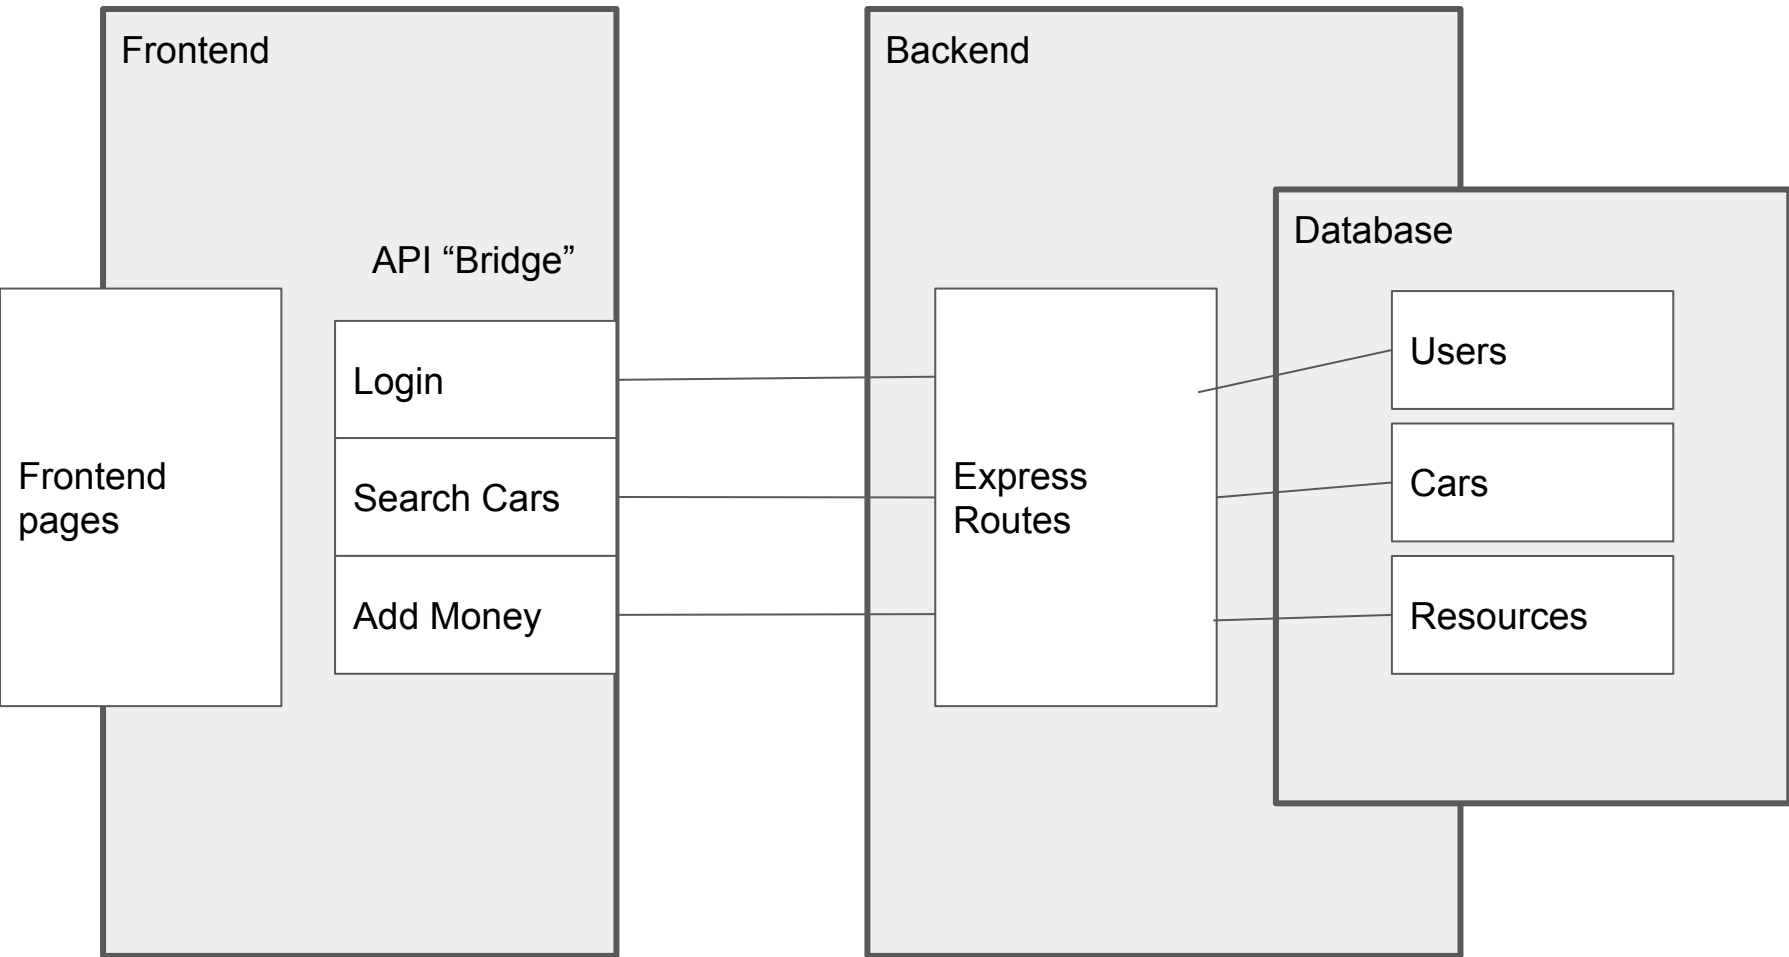 Frontend
Backend
Database
API “Bridge”
Frontend
pages
Login
Search Cars
Add Money
Express
Routes
Users
Cars
Resources